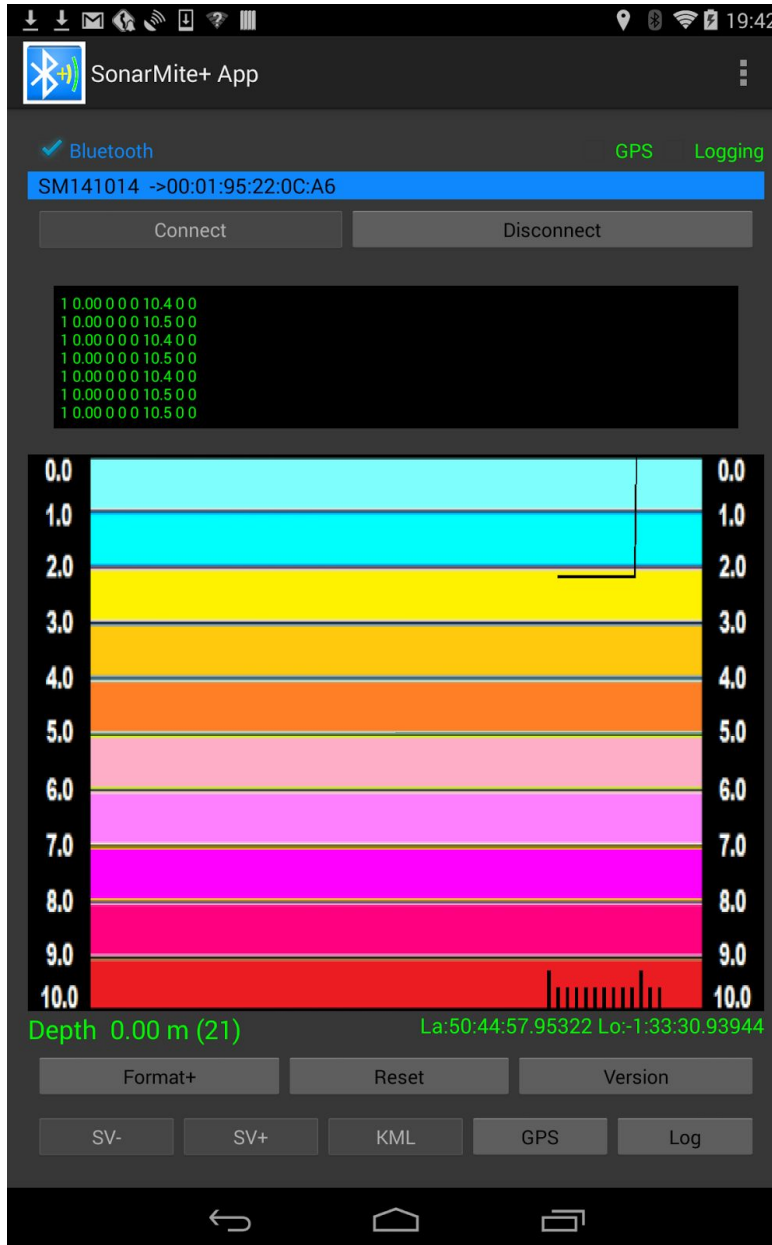 19:42
SonarMite+ App
Bluetooth GPS Logging
SM141014 ->00:01:95:22:0C:A6
Connect Disconnect
1 0.00 0 0 0 10.4 0 0
1 0.00 0 0 0 10.5 0 0
1 0.00 0 0 0 10.4 0 0
1 0.00 0 0 0 10.5 0 0
1 0.00 0 0 0 10.4 0 0
1 0.00 0 0 0 10.5 0 0
1 0.00 0 0 0 10.5 0 0
0.0 0.0
1.0 1.0
2.0 2.0
3.0 3.0
4.0 4.0
5.0 5.0
6.0 6.0
7.0 7.0
8.0 8.0
9.0 9.0
10.0 10.0
Depth 0.00 m (21) La:50:44:57.95322 Lo:-1:33:30.93944
Format+ Reset Version
SV- SV+ KML GPS Log